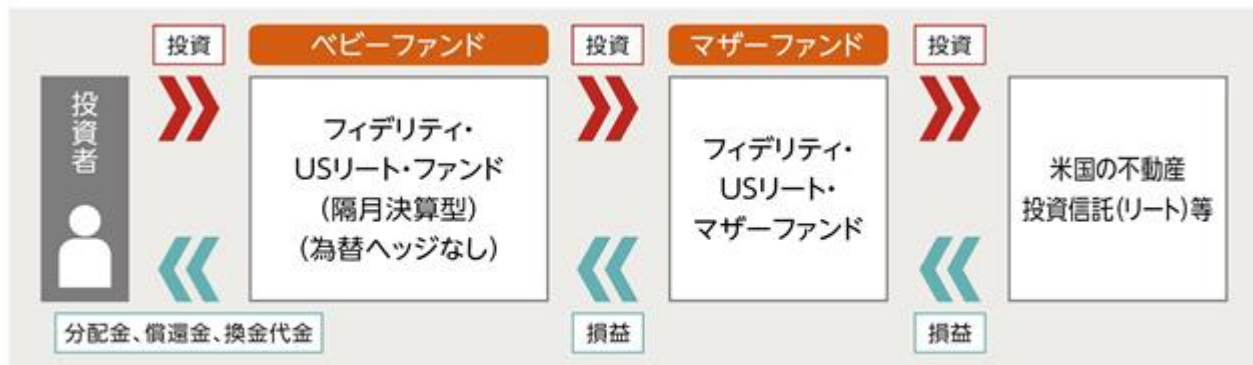 投資
ベビーファンド
投資
マザーファンド
投資
投資者
フィデリティ・
USリート・ファンド
(隔月決算型)
(為替ヘッジなし)
フィデリティ・
USリート・
マザーファンド
米国の不動産
投資信託(リート)等
分配金、償還金、換金代金
損益
損益